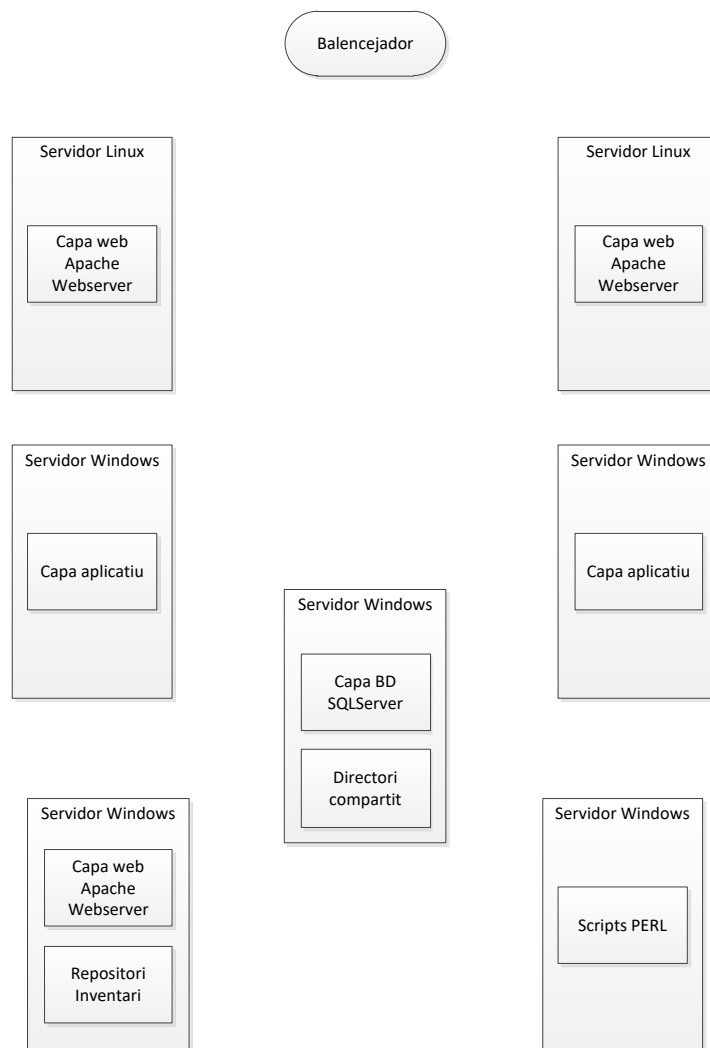 Balencejador
Servidor Linux
Capa web
Apache
Webserver
Servidor Linux
Capa web
Apache
Webserver
Servidor Windows
Capa aplicatiu
Servidor Windows
Capa aplicatiu
Servidor Windows
Capa BD
SQLServer
Directori
compartit
Servidor Windows
Capa web
Apache
Webserver
Repositori
Inventari
Servidor Windows
Scripts PERL